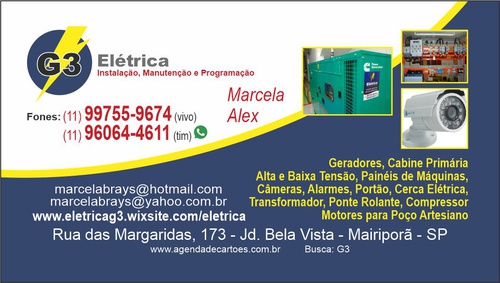 G3 Elétrica
Instalação, Manutenção e Programação
Marcela
Alex
Fones: (11) 99755-9674 (vivo)
(11) 96064-4611 (tim)
Geradores, Cabine Primária
Alta e Baixa Tensão, Painéis de Máquinas,
Câmeras, Alarmes, Portão, Cerca Elétrica,
Transformador, Ponte Rolante, Compressor
Motores para Poço Artesiano
marcelabrays@hotmail.com
marcelabrays@yahoo.com.br
www.eletricag3.wixsite.com/eletrica
Rua das Margaridas, 173 - Jd. Bela Vista - Mairiporã - SP
www.agendadecartoes.com.br Busca: G3